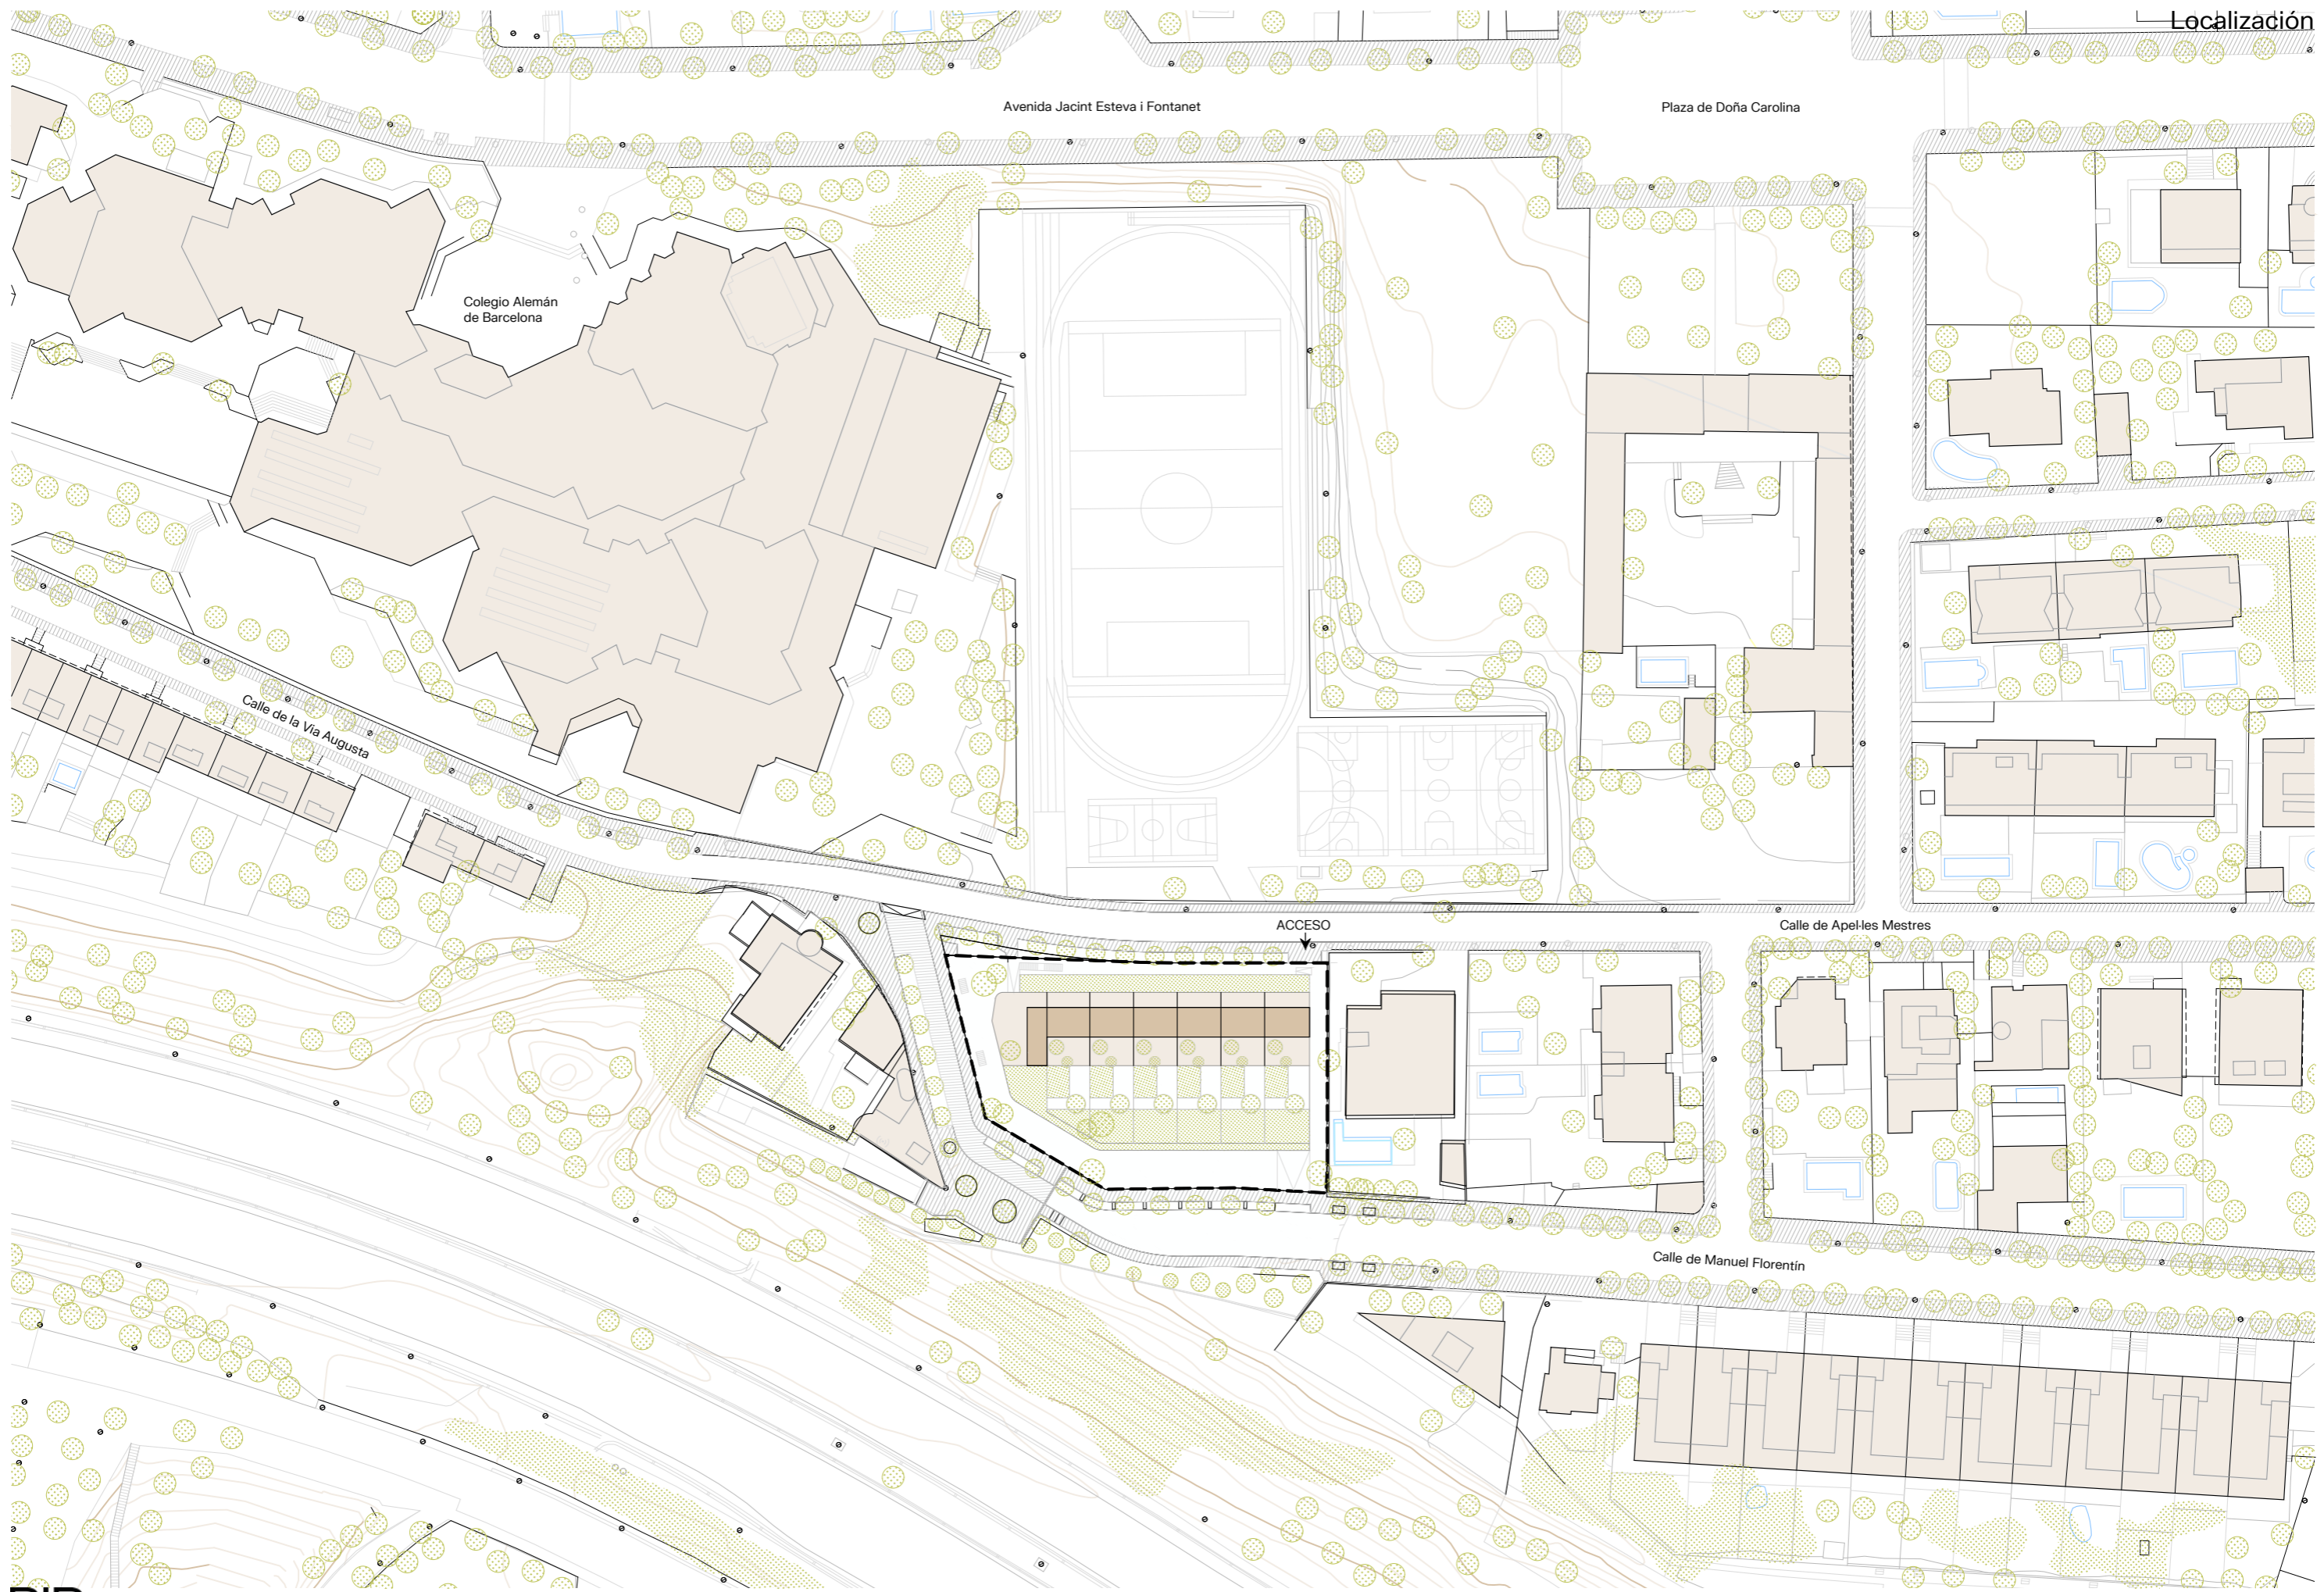 Localización
Avenida Jacint Esteva i Fontanet
Plaza de Doña Carolina
Colegio Alemán
de Barcelona
Calle de la Vía Augusta
ACCESO
Calle de Apel·les Mestres
Calle de Manuel Florentín